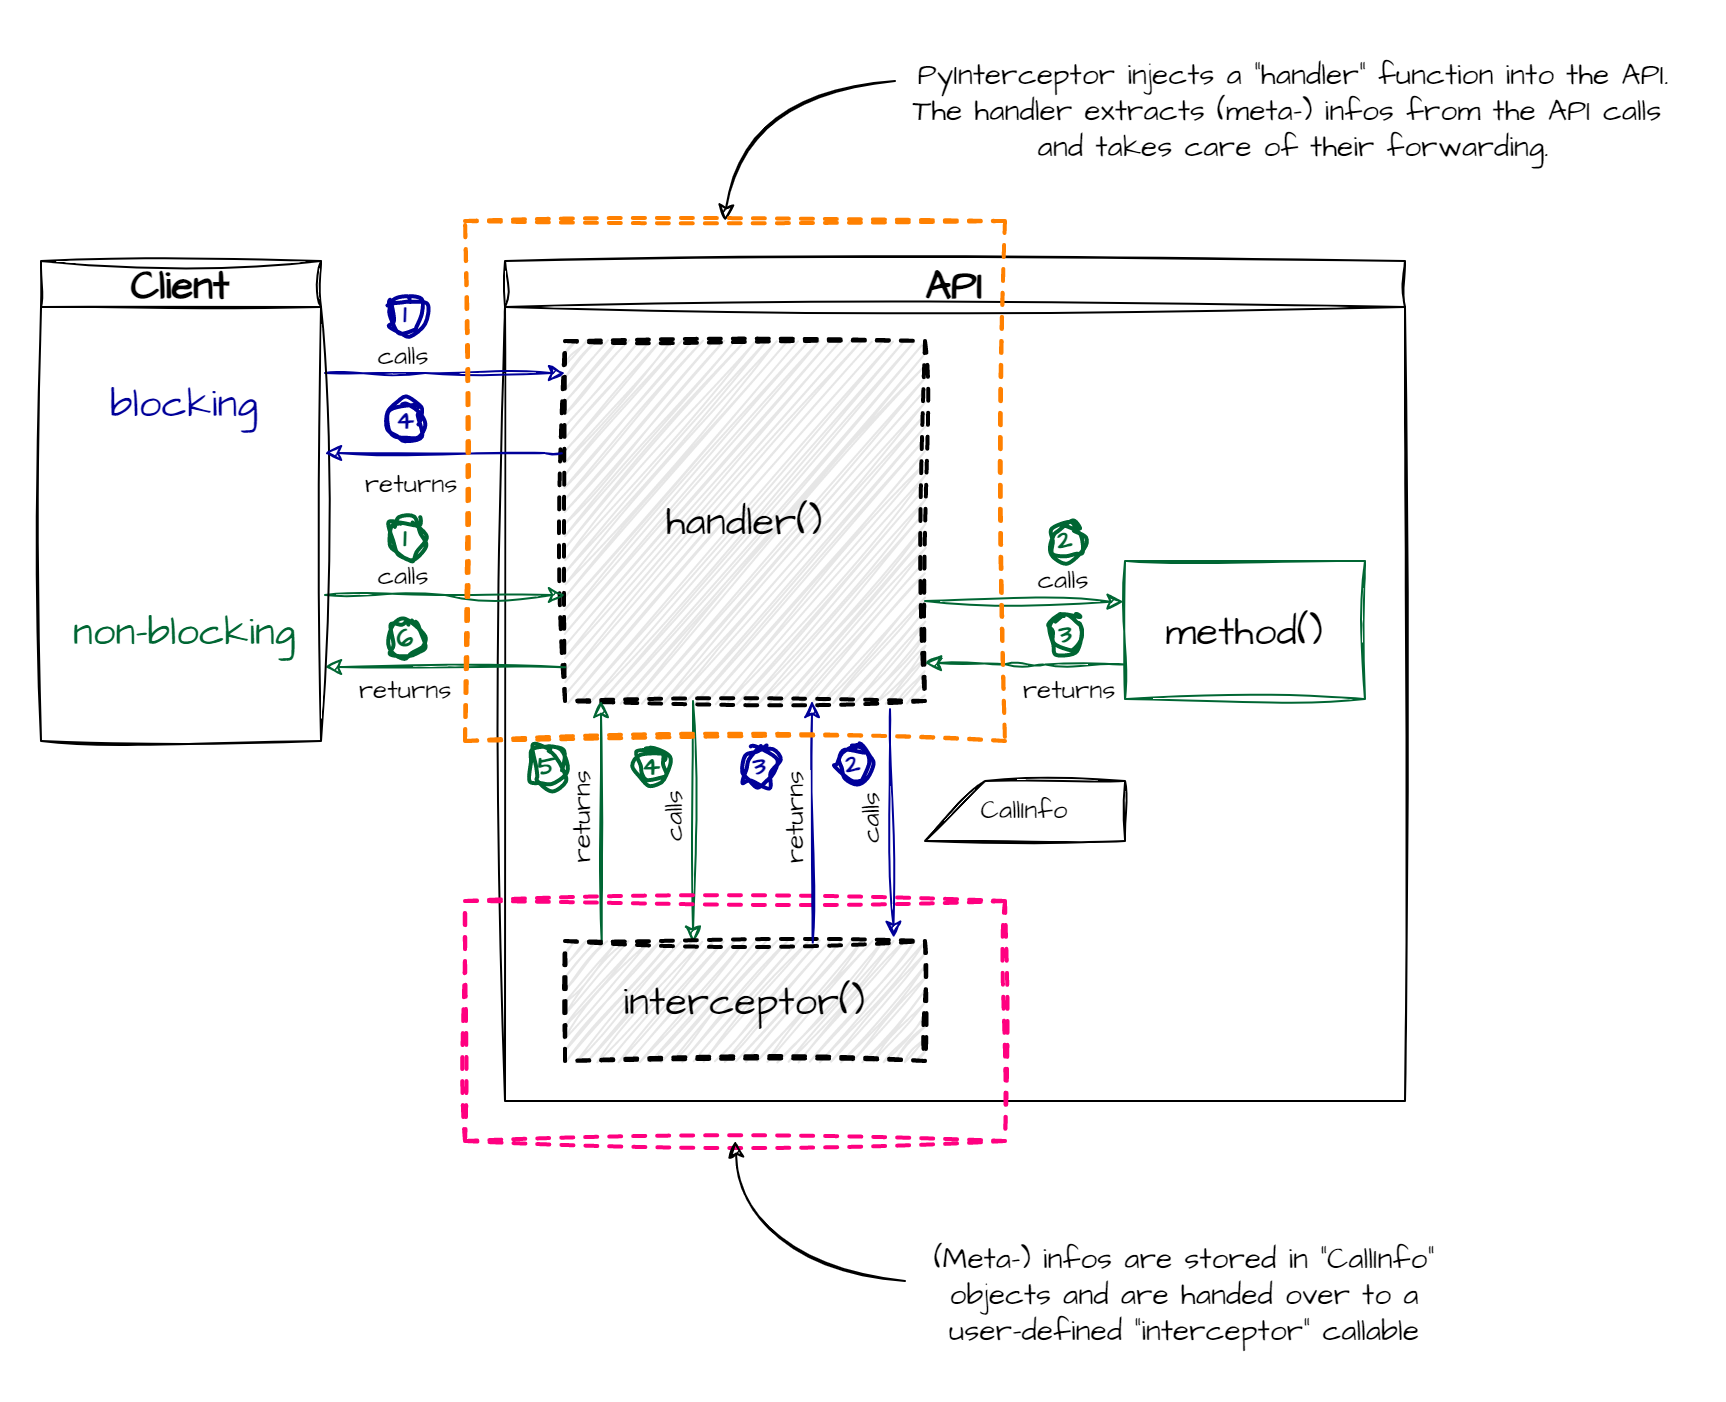 PyInterceptor injects a "handler" function into the API.
The handler extracts (meta-) infos from the API calls
and takes care of their forwarding.
Client
API
1
calls
blocking
4
returns
handler()
1
calls
non-blocking
6
returns
2
calls
method()
3
returns
5
returns
4
calls
3
returns
2
calls
CallInfo
interceptor()
(Meta-) infos are stored in "CallInfo"
objects and are handed over to a
user-defined "interceptor" callable